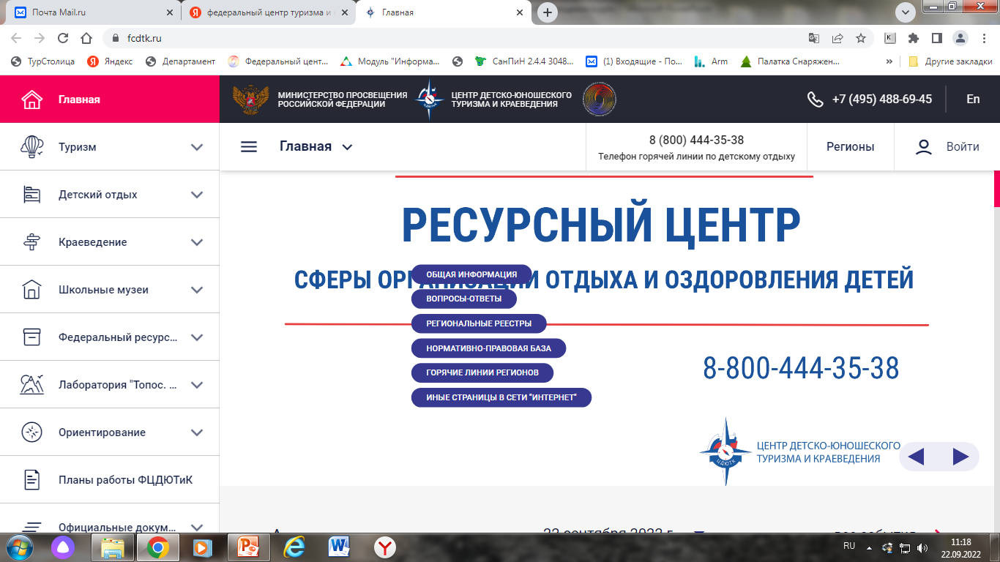 Почта Mail.ru
федеральный центр туризма и
Главная
fcdtk.ru
ТурСтолица
Яндекс
Департамент
Федеральный цент...
Модуль "Информа...
СанПиН 2.4.4 3048...
(1) Входящие - По...
Arm
Палатка Снаряжен...
»
Другие закладки
Главная
МИНИСТЕРСТВО ПРОСВЕЩЕНИЯ
РОССИЙСКОЙ ФЕДЕРАЦИИ
ЦЕНТР ДЕТСКО-ЮНОШЕСКОГО
ТУРИЗМА И КРАЕВЕДЕНИЯ
+7 (495) 488-69-45
En
Главная
8 (800) 444-35-38
Телефон горячей линии по детскому отдыху
Регионы
Войти
Туризм
Детский отдых
Краеведение
Школьные музеи
Федеральный ресурс...
Лаборатория "Топос. ...
Ориентирование
Планы работы ФЦДЮТиК
Официальные докум...
РЕСУРСНЫЙ ЦЕНТР
СФЕРЫ ОРГАНИЗАЦИИ ОТДЫХА И ОЗДОРОВЛЕНИЯ ДЕТЕЙ
ОБЩАЯ ИНФОРМАЦИЯ
ВОПРОСЫ-ОТВЕТЫ
РЕГИОНАЛЬНЫЕ РЕЕСТРЫ
НОРМАТИВНО-ПРАВОВАЯ БАЗА
ГОРЯЧИЕ ЛИНИИ РЕГИОНОВ
ИНЫЕ СТРАНИЦЫ В СЕТИ "ИНТЕРНЕТ"
8-800-444-35-38
ЦДЮТК
ЦЕНТР ДЕТСКО-ЮНОШЕСКОГО
ТУРИЗМА И КРАЕВЕДЕНИЯ
22 сентября 2022 г.
все события
RU
11:18
22.09.2022